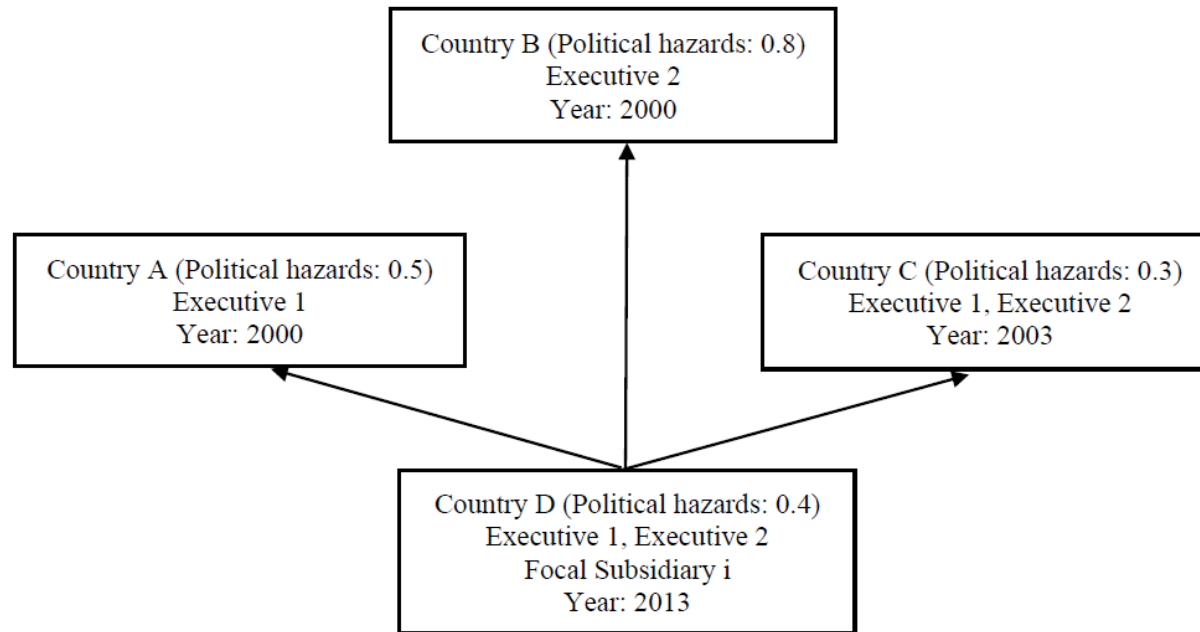 Country B (Political hazards: 0.8)
Executive 2
Year: 2000
Country A (Political hazards: 0.5)
Executive 1
Year: 2000
Country C (Political hazards: 0.3)
Executive 1, Executive 2
Year: 2003
Country D (Political hazards: 0.4)
Executive 1, Executive 2
Focal Subsidiary i
Year: 2013